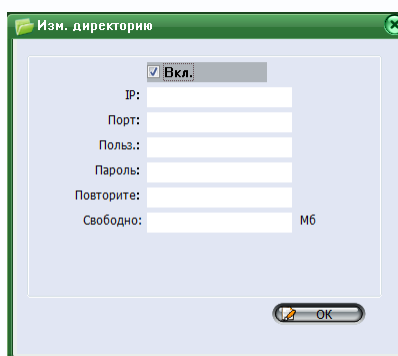 Изм. директорию
Вкл.
IP:
Порт:
Польз.:
Пароль:
Повторите:
Свободно: Мб
OK